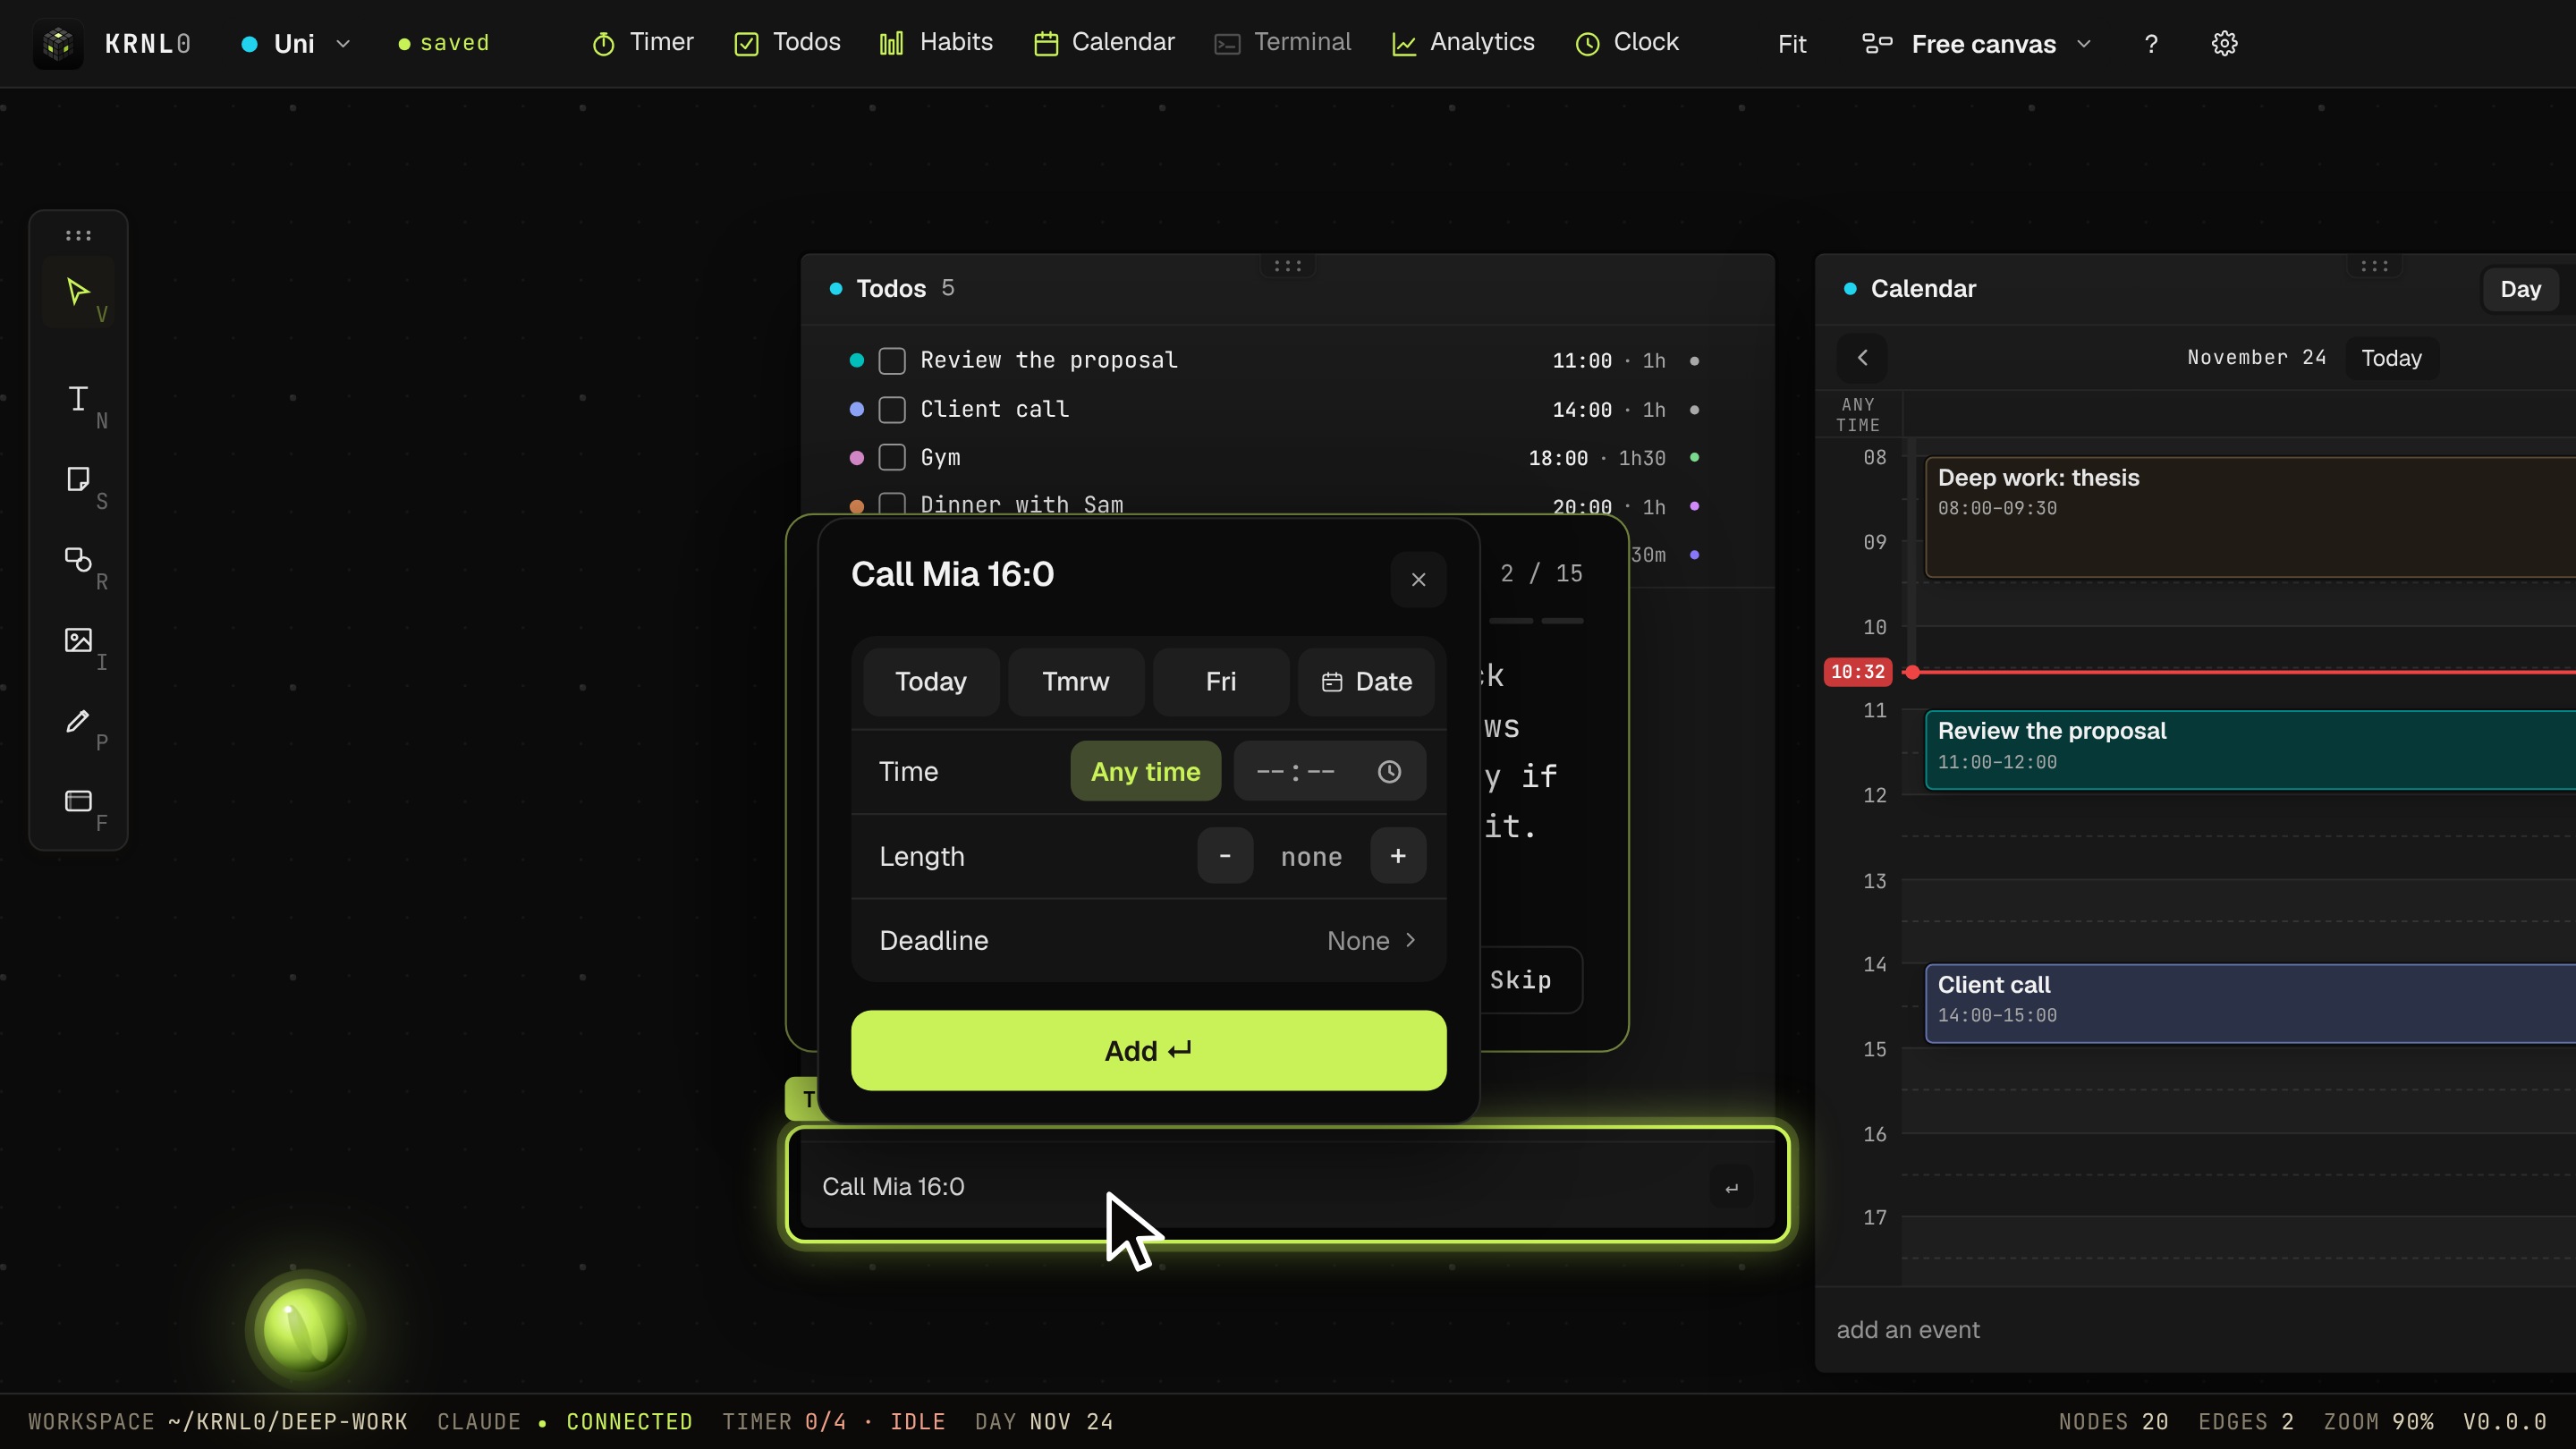 KRNL0
Uni
saved
Timer
Todos
Habits
Calendar
Terminal
Analytics
Clock
Fit
Free canvas
?
V
N
S
R
I
P
F
Todos 5
Review the proposal 11:00 · 1h
Client call 14:00 · 1h
Gym 18:00 · 1h30
Dinner with Sam 20:00 · 1h
30m
2 / 15
ws
y if
it.
Skip
Call Mia 16:0
Today
Tmrw
Fri
Date
Time
Any time
--:--
Length
-
none
+
Deadline
None
Add
T
Call Mia 16:0
Calendar
Day
November 24
Today
ANY
TIME
08
Deep work: thesis
08:00–09:30
09
10
10:32
11
Review the proposal
11:00–12:00
12
13
14
Client call
14:00–15:00
15
16
17
add an event
WORKSPACE ~/KRNL0/DEEP-WORK CLAUDE • CONNECTED TIMER 0/4 · IDLE DAY NOV 24
NODES 20 EDGES 2 ZOOM 90% V0.0.0